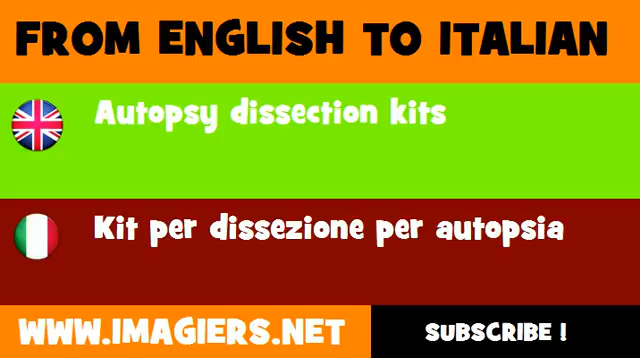 FROM ENGLISH TO ITALIAN
Autopsy dissection kits
Kit per dissezione per autopsia
WWW.IMAGIERS.NET
SUBSCRIBE !